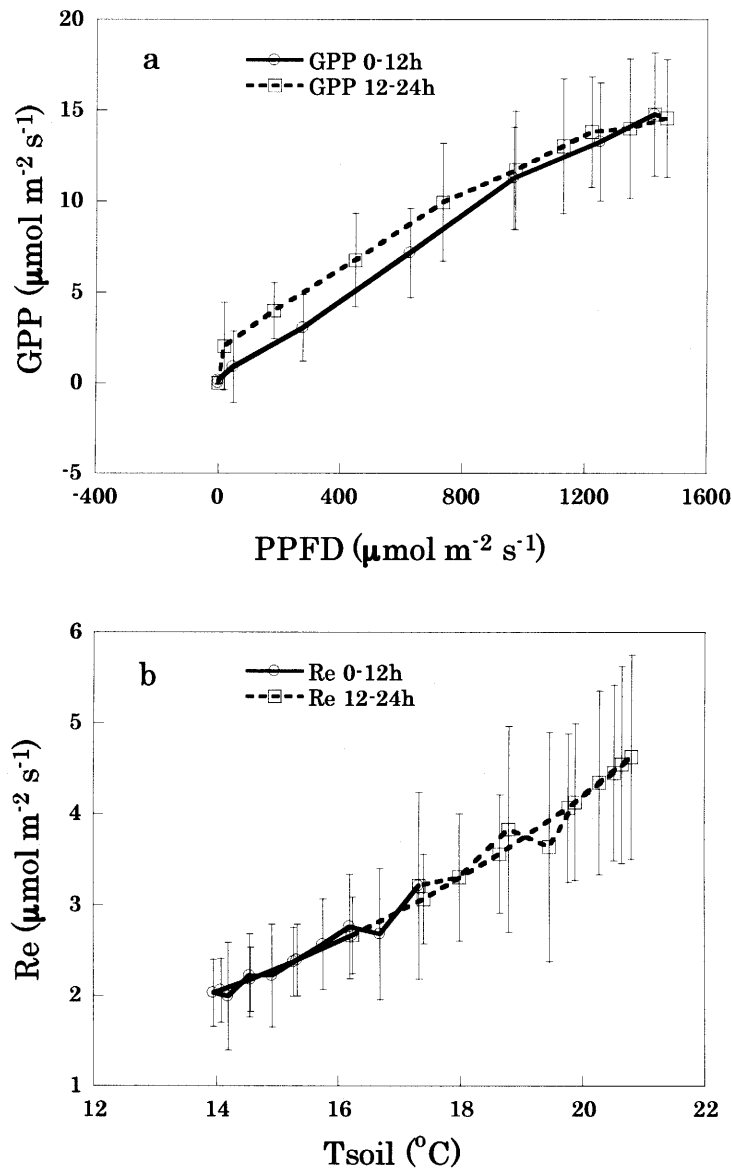 a
GPP 0-12h
GPP 12-24h
20
15
10
5
0
-5
GPP (μmol m-2 s-1)
-400 0 400 800 1200 1600
PPFD (μmol m-2 s-1)
b
Re 0-12h
Re 12-24h
6
5
4
3
2
1
Re (μmol m-2 s-1)
12 14 16 18 20 22
Tsoil (°C)